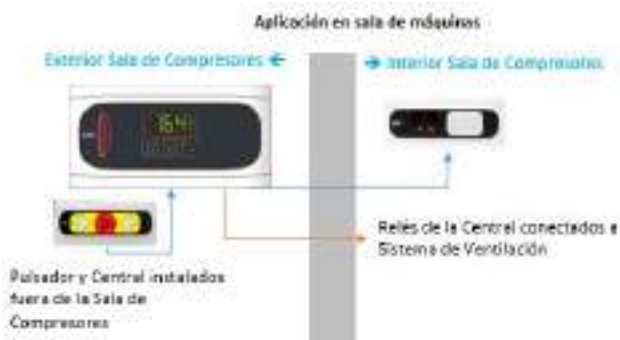 Aplicación en sala de máquinas
Exterior Sala de Compresores
Interior Sala de Compresores
Relés de la Central conectados a
Sistema de Ventilación
Pulsador y Central instalados
fuera de la Sala de
Compresores